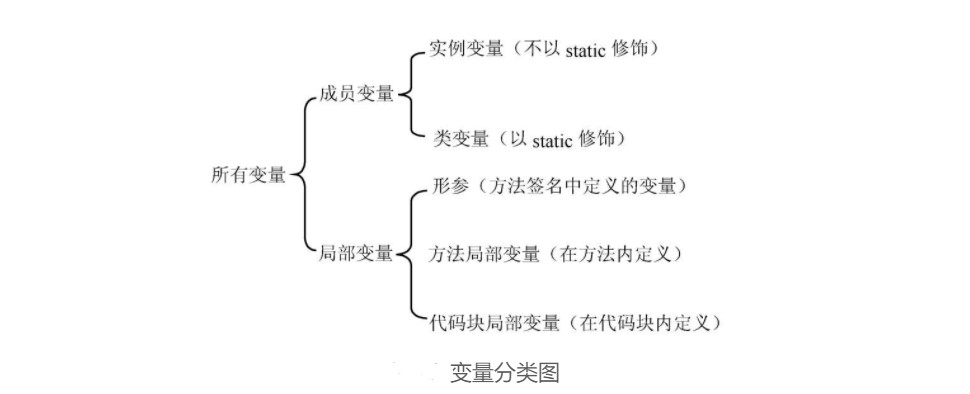 实例变量（不以 static 修饰）
成员变量
类变量（以 static 修饰）
所有变量
形参（方法签名中定义的变量）
局部变量
方法局部变量（在方法内定义）
代码块局部变量（在代码块内定义）
变量分类图